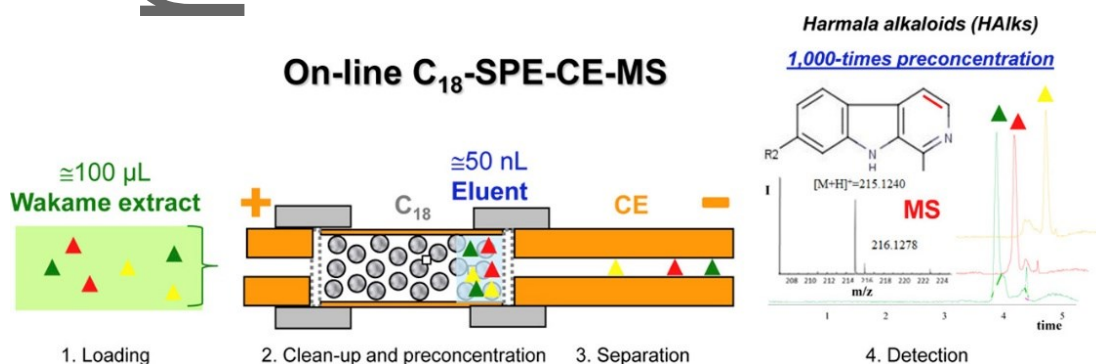 Harmala alkaloids (HAlks)
1,000-times preconcentration
On-line C₁₈-SPE-CE-MS
≅100 µL
Wakame extract
+
C₁₈
≅50 nL
Eluent
CE
−
R2
N
H
N
I
[M+H]⁺=215.1240
MS
216.1278
208 210 212 214 216 218 220 222 224
m/z
1 2 3 4 5
time
1. Loading
2. Clean-up and preconcentration
3. Separation
4. Detection